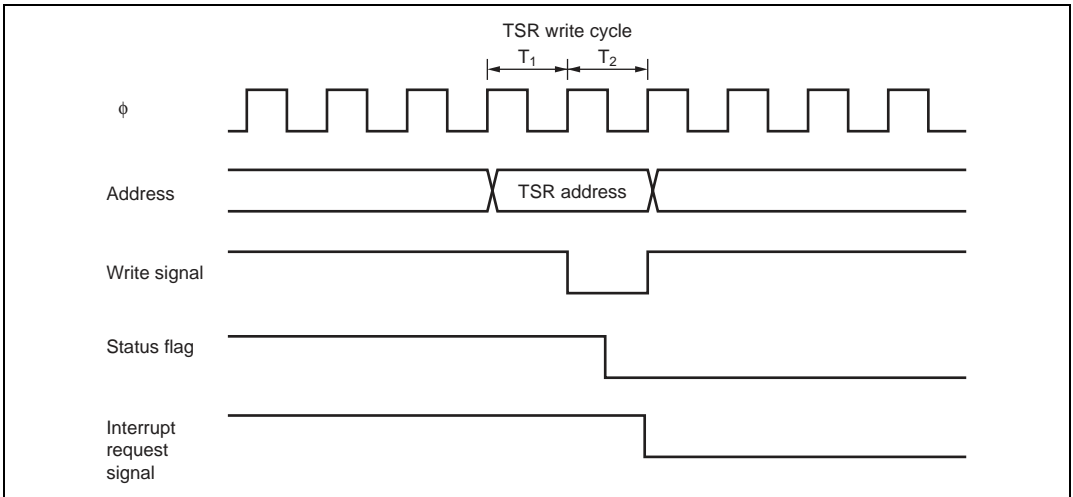 TSR write cycle
T₁ T₂
ϕ
Address
TSR address
Write signal
Status flag
Interrupt
request
signal